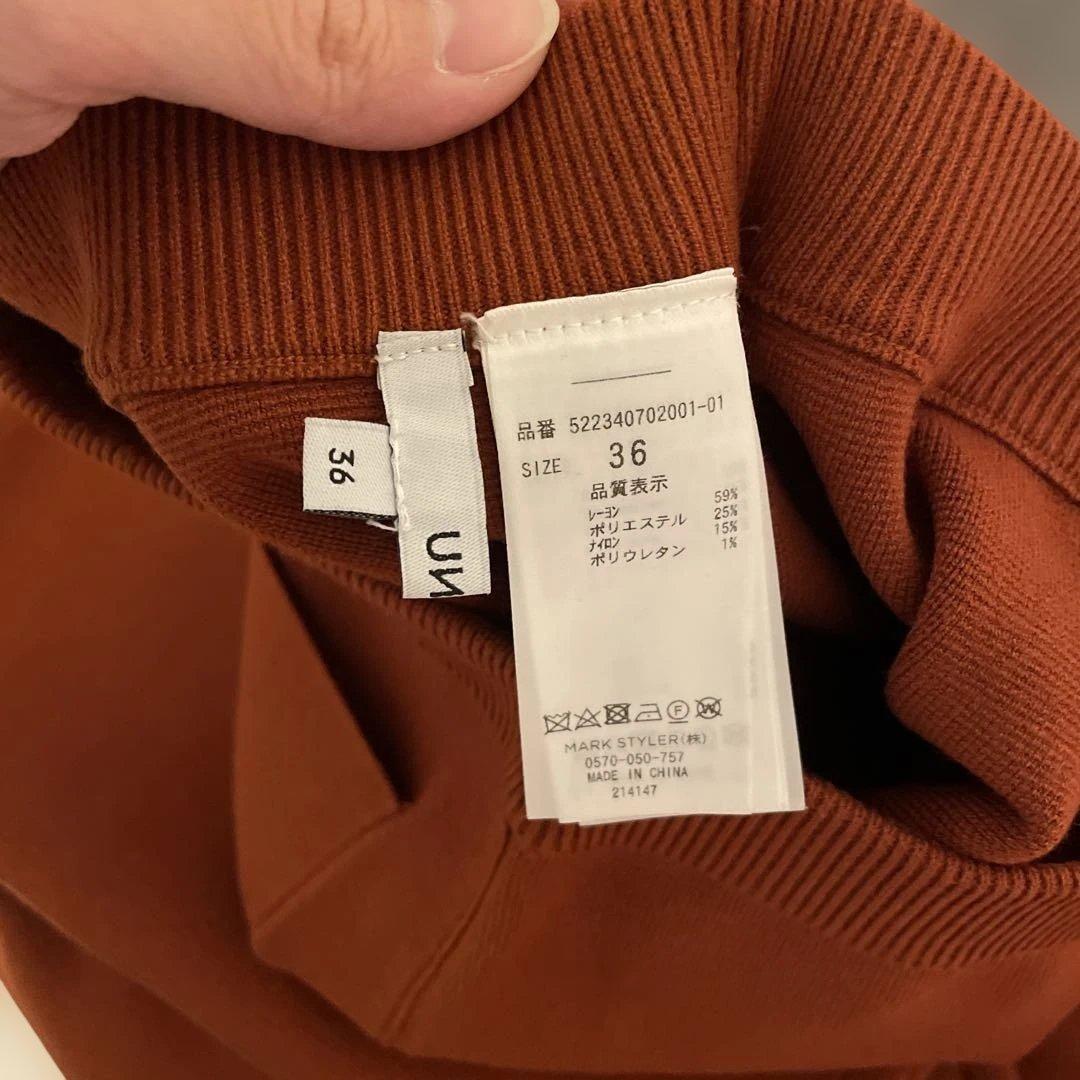 36
UN
品番 522340702001-01
SIZE 36
品質表示
レーヨン 59%
ポリエステル 25%
ナイロン 15%
ポリウレタン 1%
F W
MARK STYLER(株)
0570-050-757
MADE IN CHINA
214147